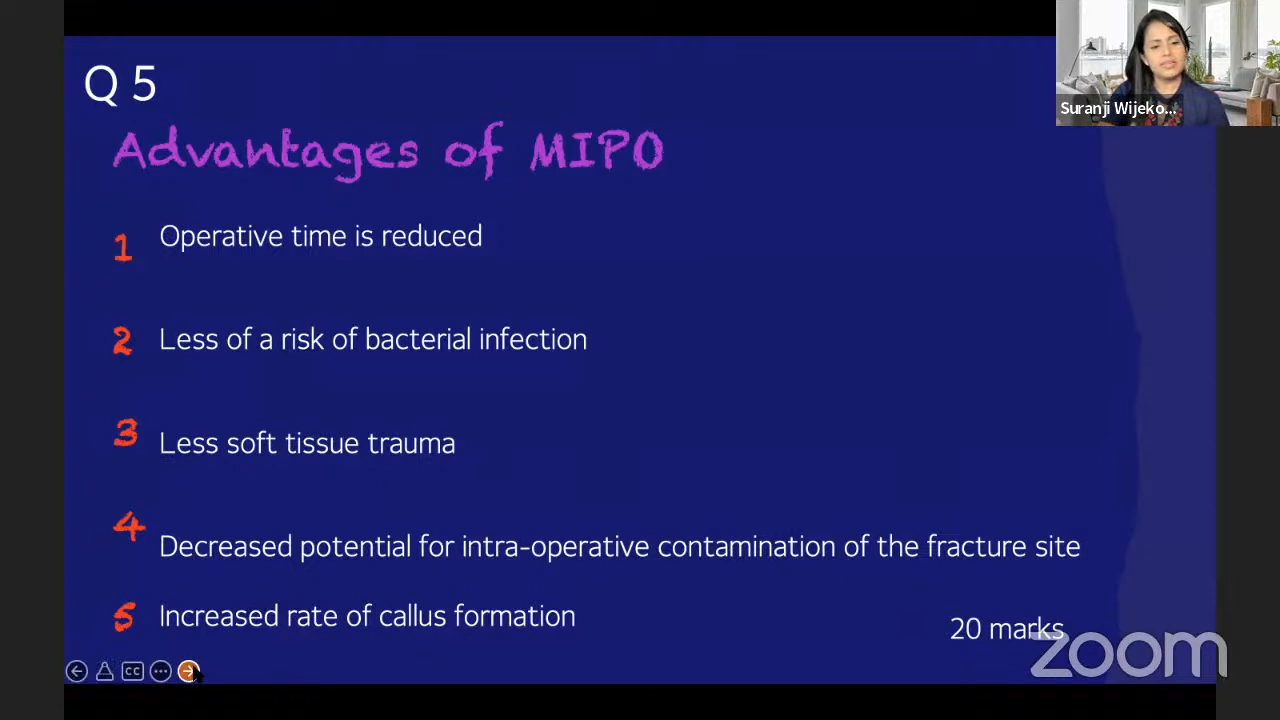 Q 5
Suranji Wijeko...
Advantages of MIPO
1 Operative time is reduced
2 Less of a risk of bacterial infection
3 Less soft tissue trauma
4 Decreased potential for intra-operative contamination of the fracture site
5 Increased rate of callus formation
20 marks
zoom
CC